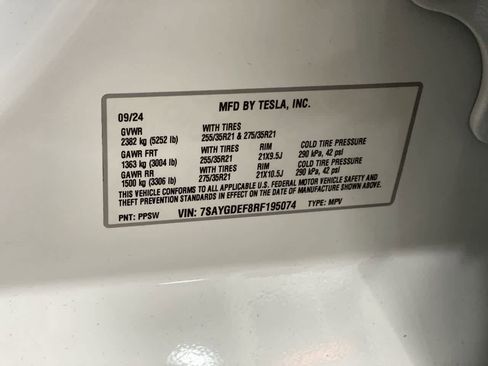 MFD BY TESLA, INC.
09/24
GVWR WITH TIRES
2382 kg (5252 lb) 255/35R21 & 275/35R21
GAWR FRT WITH TIRES RIM COLD TIRE PRESSURE
1363 kg (3004 lb) 255/35R21 21X9.5J 290 kPa, 42 psi
GAWR RR WITH TIRES RIM COLD TIRE PRESSURE
1500 kg (3306 lb) 275/35R21 21X10.5J 290 kPa, 42 psi
THIS VEHICLE CONFORMS TO ALL APPLICABLE U.S. FEDERAL MOTOR VEHICLE SAFETY AND
THEFT PREVENTION STANDARDS IN EFFECT ON THE DATE OF MANUFACTURE SHOWN ABOVE.
PNT: PPSW VIN: 7SAYGDEF8RF195074 TYPE: MPV